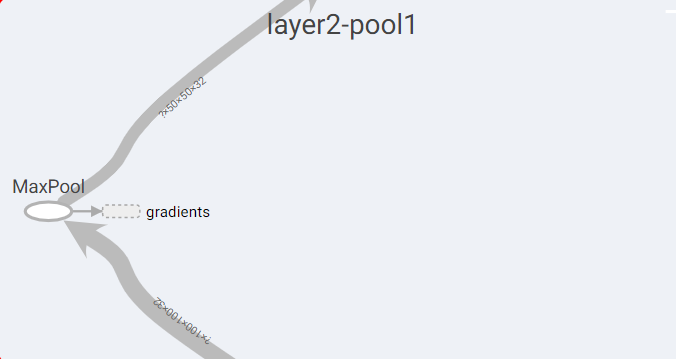 layer2-pool1
?×50×50×32
MaxPool
gradients
?×100×100×32